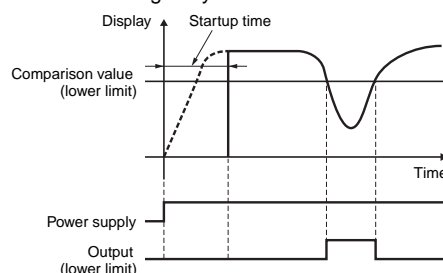 Display
Startup time
Comparison value
(lower limit)
Time
Power supply
Output
(lower limit)